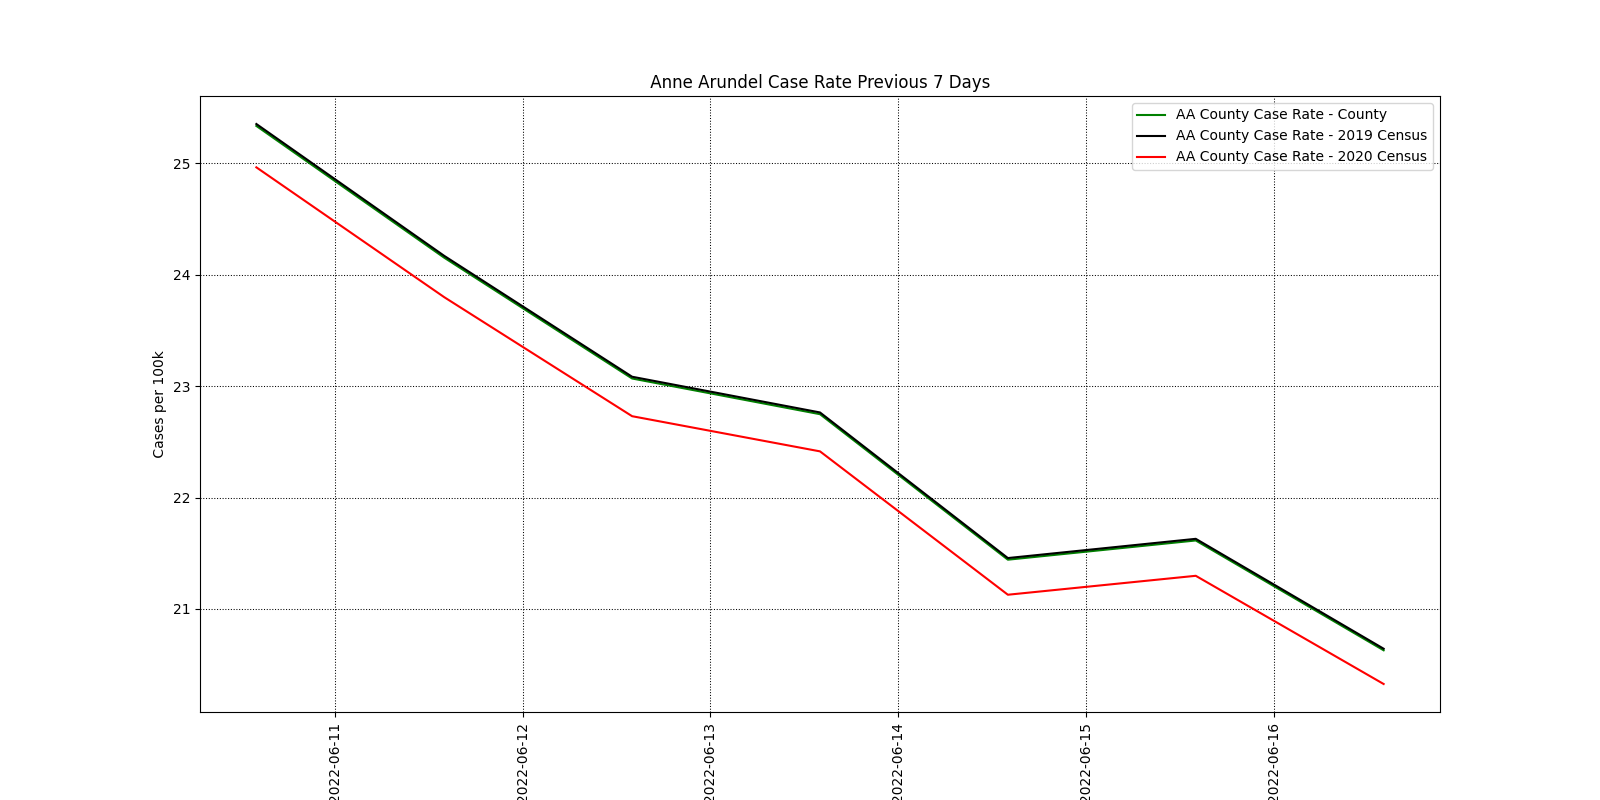 Anne Arundel Case Rate Previous 7 Days
AA County Case Rate - County
AA County Case Rate - 2019 Census
AA County Case Rate - 2020 Census
Cases per 100k
25
24
23
22
21
2022-06-11
2022-06-12
2022-06-13
2022-06-14
2022-06-15
2022-06-16